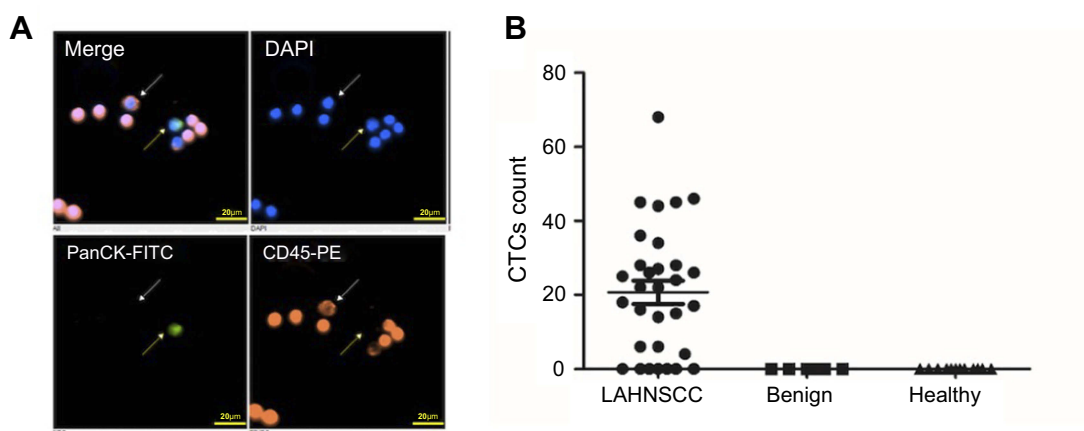 A
Merge
DAPI
20µm
20µm
DAPI
PanCK-FITC
CD45-PE
20µm
20µm
B
CTCs count
80
60
40
20
0
LAHNSCC
Benign
Healthy